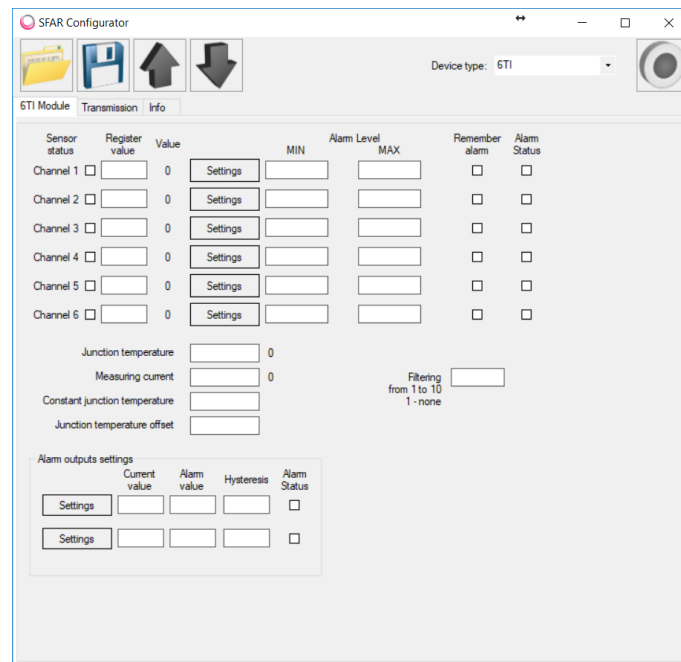 SFAR Configurator
Device type: 6TI
6TI Module Transmission Info
Sensor status Register value Value Alarm Level MIN MAX Remember alarm Alarm Status
Channel 1 0 Settings
Channel 2 0 Settings
Channel 3 0 Settings
Channel 4 0 Settings
Channel 5 0 Settings
Channel 6 0 Settings
Junction temperature 0
Measuring current 0
Filtering
from 1 to 10
1 - none
Constant junction temperature
Junction temperature offset
Alarm outputs settings
Current value Alarm value Hysteresis Alarm Status
Settings
Settings